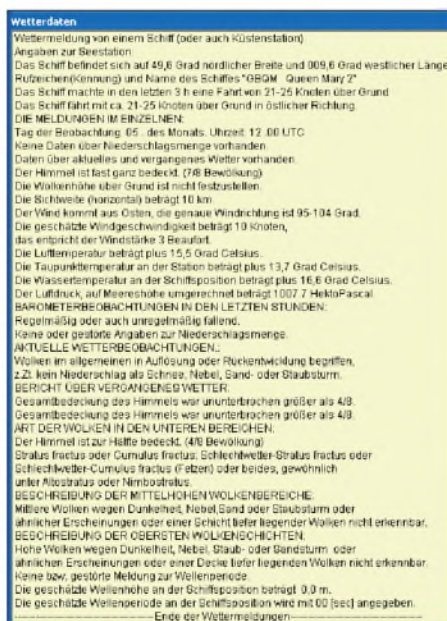 Wetterdaten
Wettermeldung von einem Schiff (oder auch Küstenstation)
Angaben zur Seestation:
Das Schiff befindet sich auf 49,6 Grad nördlicher Breite und 009,6 Grad westlicher Länge
Rufzeichen(Kennung) und Name des Schiffes "GBQM Queen Mary 2"
Das Schiff machte in den letzten 3 h eine Fahrt von 21-25 Knoten über Grund
Das Schiff fährt mit ca. 21-25 Knoten über Grund in östlicher Richtung.
DIE MELDUNGEN IM EINZELNEN:
Tag der Beobachtung: 05 . des Monats. Uhrzeit: 12 .00 UTC
Keine Daten über Niederschlagsmenge vorhanden.
Daten über aktuelles und vergangenes Wetter vorhanden.
Der Himmel ist fast ganz bedeckt. (7/8 Bewölkung)
Die Wolkenhöhe über Grund ist nicht festzustellen.
Die Sichtweite (horizontal) beträgt 10 km
Der Wind kommt aus Osten, die genaue Windrichtung ist 95-104 Grad.
Die geschätzte Windgeschwindigkeit beträgt 10 Knoten,
das entpricht der Windstärke 3 Beaufort.
Die Lufttemperatur beträgt plus 15,5 Grad Celsius.
Die Taupunkttemperatur an der Station beträgt plus 13,7 Grad Celsius.
Die Wassertemperatur an der Schiffsposition beträgt plus 16,6 Grad Celsius.
Der Luftdruck, auf Meereshöhe umgerechnet beträgt 1007.7 HektoPascal
BAROMETERBEOBACHTUNGEN IN DEN LETZTEN STUNDEN:
Regelmäßig oder auch unregelmäßig fallend.
Keine oder gestörte Angaben zur Niederschlagsmenge.
AKTUELLE WETTERBEOBACHTUNGEN.:
Wolken im allgemeinen in Auflösung oder Rückentwicklung begriffen,
z.Zt. kein Niederschlag als Schnee, Nebel, Sand- oder Staubsturm.
BERICHT ÜBER VERGANGENES WETTER:
Gesamtbedeckung des Himmels war ununterbrochen größer als 4/8.
Gesamtbedeckung des Himmels war ununterbrochen größer als 4/8.
ART DER WOLKEN IN DEN UNTEREN BEREICHEN:
Der Himmel ist zur Hälfte bedeckt. (4/8 Bewölkung)
Stratus fractus oder Cumulus fractus: Schlechtwetter-Stratus fractus oder
Schlechtwetter-Cumulus fractus (Fetzen) oder beides, gewöhnlich
unter Altostratus oder Nimbostratus.
BESCHREIBUNG DER MITTELHOHEN WOLKENBEREICHE:
Mittlere Wolken wegen Dunkelheit, Nebel,Sand oder Staubsturm oder
ähnlicher Erscheinungen oder einer Schicht tiefer liegender Wolken nicht erkennbar.
BESCHREIBUNG DER OBERSTEN WOLKENSCHICHTEN:
Hohe Wolken wegen Dunkelheit, Nebel, Staub- oder Sandsturm oder
ähnlichen Erscheinungen oder einer Decke tiefer liegenden Wolken nicht erkennbar.
Keine bzw. gestörte Meldung zur Wellenperiode.
Die geschätzte Wellenhöhe an der Schiffsposition beträgt 0,0 m.
Die geschätzte Wellenperiode an der Schiffsposition wird mit 00 [sec] angegeben.
------------------------------Ende der Wettermeldungen------------------------------